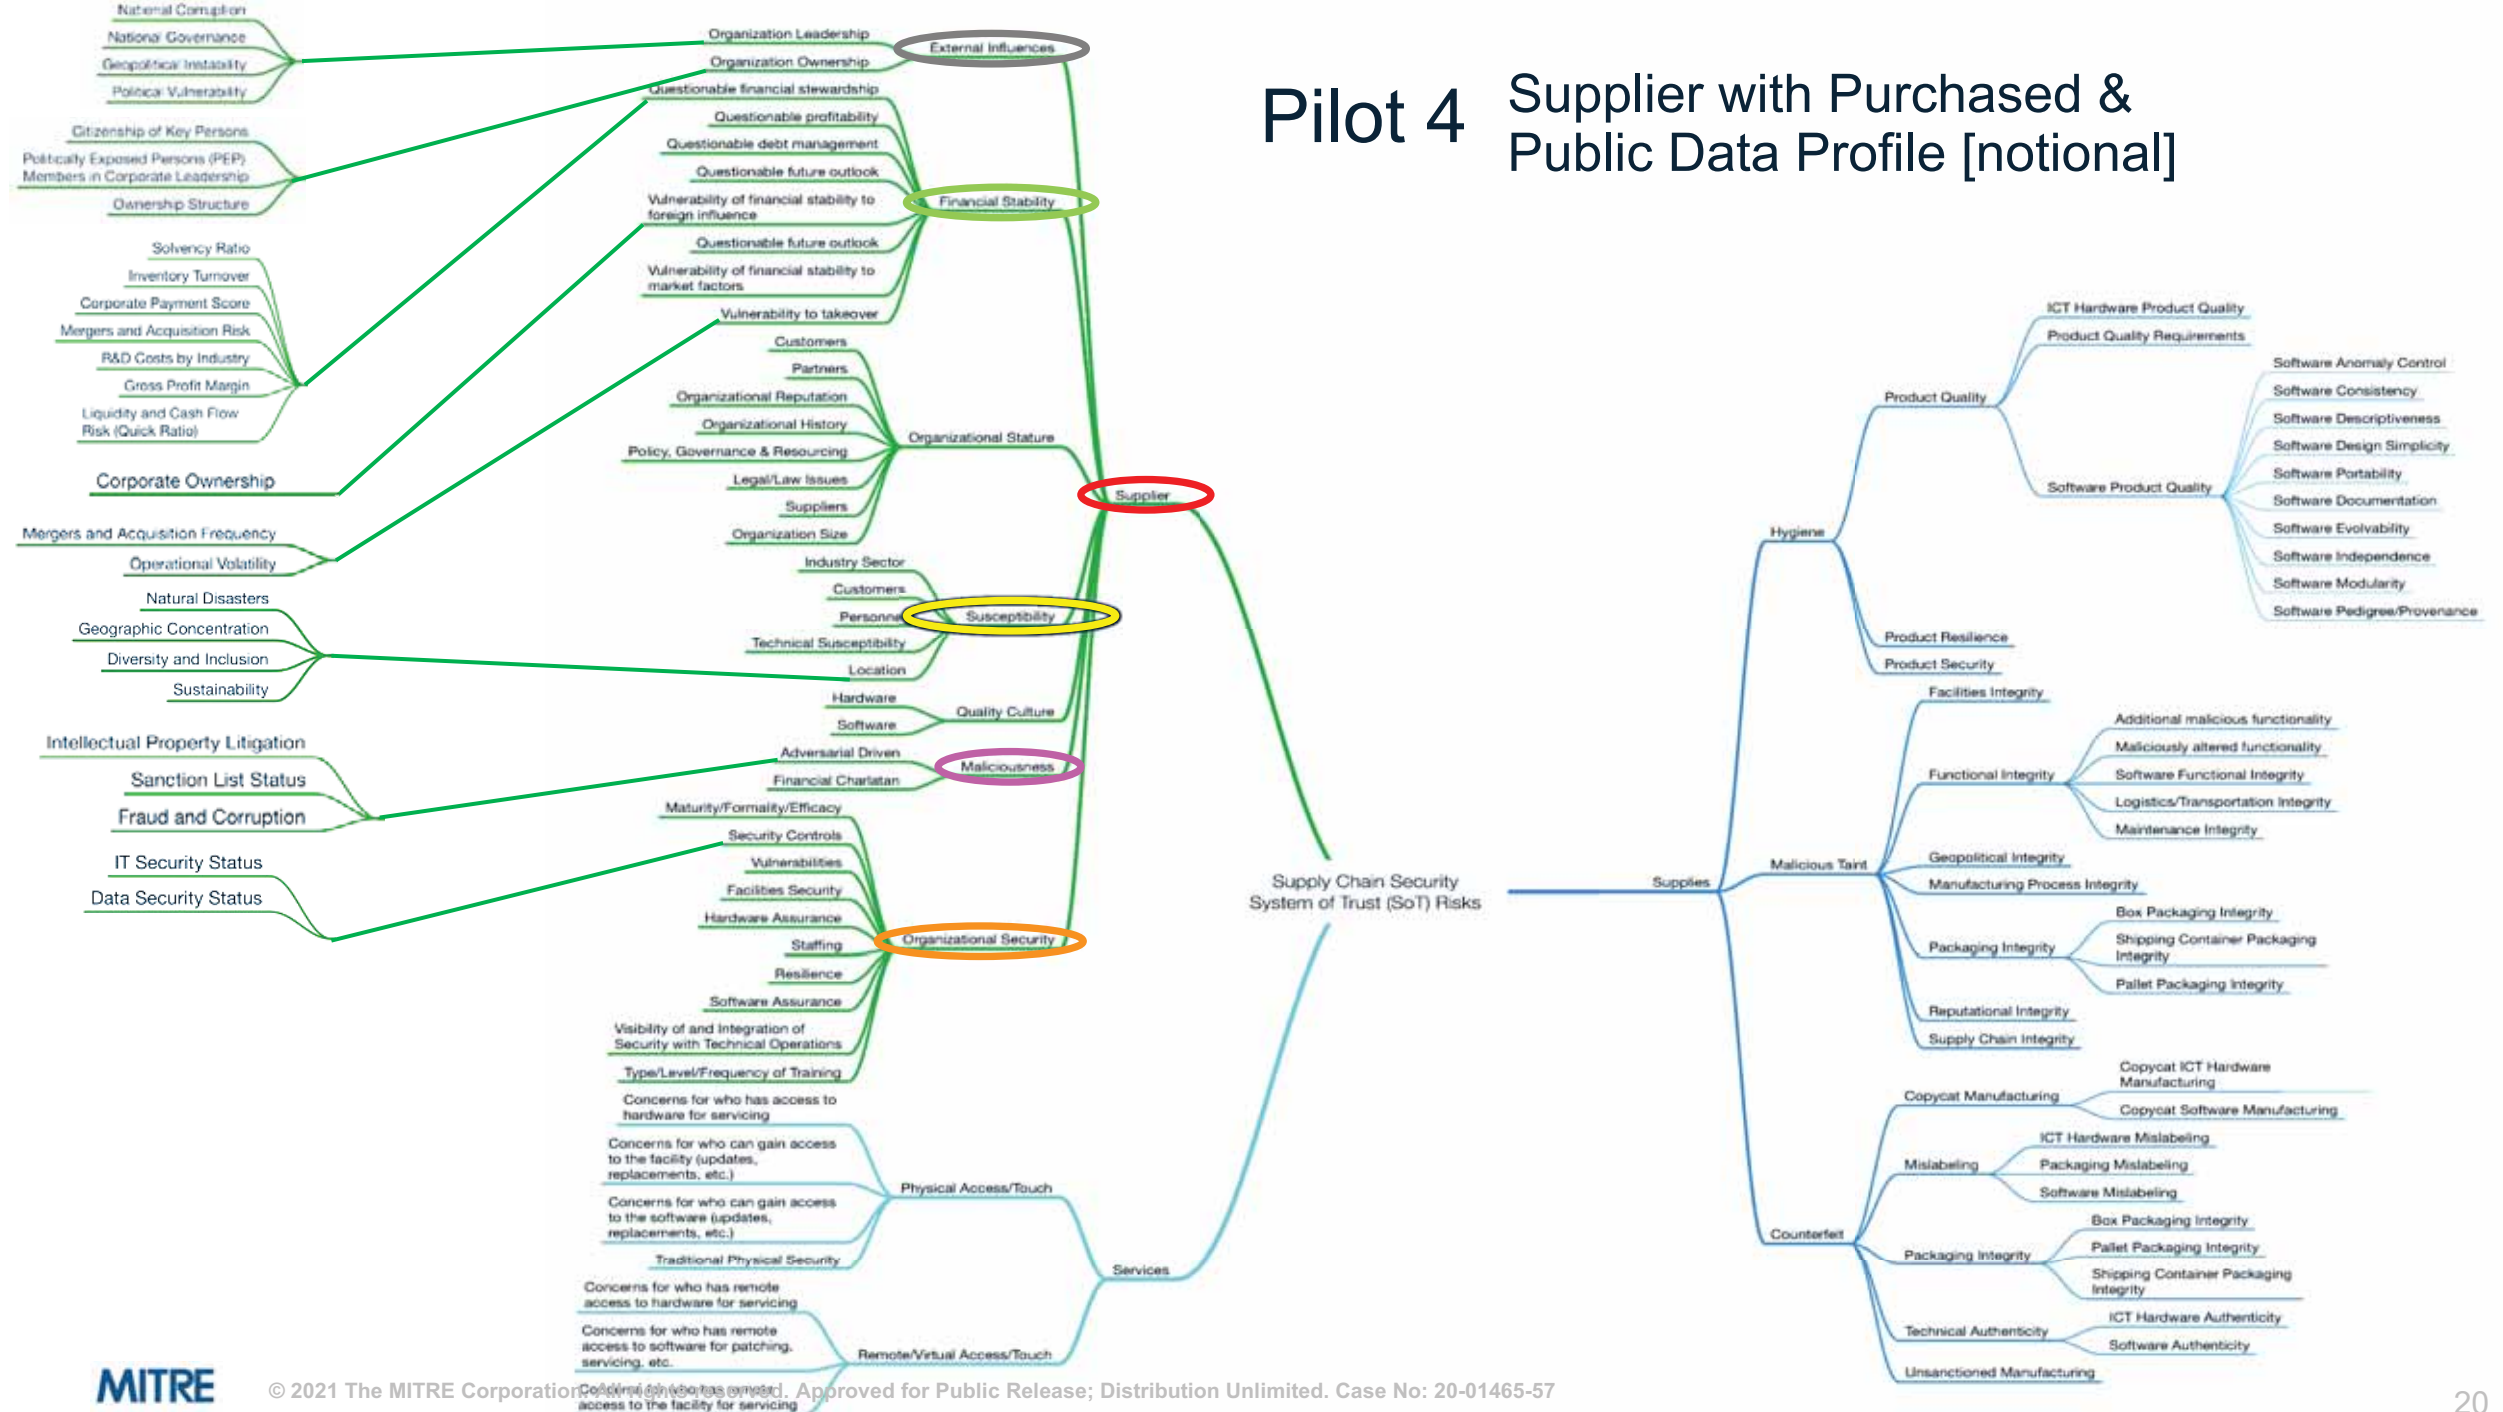 Pilot 4
Supplier with Purchased &
Public Data Profile [notional]
National Corruption
National Governance
Geopolitical Instability
Political Vulnerability
Citizenship of Key Persons
Politically Exposed Persons (PEP)
Members in Corporate Leadership
Ownership Structure
Solvency Ratio
Inventory Turnover
Corporate Payment Score
Mergers and Acquisition Risk
R&D Costs by Industry
Gross Profit Margin
Liquidity and Cash Flow
Risk (Quick Ratio)
Corporate Ownership
Mergers and Acquisition Frequency
Operational Volatility
Natural Disasters
Geographic Concentration
Diversity and Inclusion
Sustainability
Intellectual Property Litigation
Sanction List Status
Fraud and Corruption
IT Security Status
Data Security Status
Organization Leadership
Organization Ownership
External Influences
Questionable financial stewardship
Questionable profitability
Questionable debt management
Questionable future outlook
Vulnerability of financial stability to
foreign influence
Questionable future outlook
Vulnerability of financial stability to
market factors
Vulnerability to takeover
Financial Stability
Customers
Partners
Organizational Reputation
Organizational History
Policy, Governance & Resourcing
Legal/Law Issues
Suppliers
Organization Size
Organizational Stature
Industry Sector
Customers
Personnel
Technical Susceptibility
Location
Susceptibility
Hardware
Software
Quality Culture
Adversarial Driven
Financial Charlatan
Maliciousness
Maturity/Formality/Efficacy
Security Controls
Vulnerabilities
Facilities Security
Hardware Assurance
Staffing
Resilience
Software Assurance
Visibility of and Integration of
Security with Technical Operations
Type/Level/Frequency of Training
Organizational Security
Supplier
Concerns for who has access to
hardware for servicing
Concerns for who can gain access
to the facility (updates,
replacements, etc.)
Concerns for who can gain access
to the software (updates,
replacements, etc.)
Traditional Physical Security
Physical Access/Touch
Concerns for who has remote
access to hardware for servicing
Concerns for who has remote
access to software for patching,
servicing, etc.
Concerns for who has remote
access to the facility for servicing
Remote/Virtual Access/Touch
Services
Supply Chain Security
System of Trust (SoT) Risks
Supplies
Hygiene
Product Quality
ICT Hardware Product Quality
Product Quality Requirements
Software Product Quality
Software Anomaly Control
Software Consistency
Software Descriptiveness
Software Design Simplicity
Software Portability
Software Documentation
Software Evolvability
Software Independence
Software Modularity
Software Pedigree/Provenance
Product Resilience
Product Security
Malicious Taint
Facilities Integrity
Functional Integrity
Additional malicious functionality
Maliciously altered functionality
Software Functional Integrity
Logistics/Transportation Integrity
Maintenance Integrity
Geopolitical Integrity
Manufacturing Process Integrity
Packaging Integrity
Box Packaging Integrity
Shipping Container Packaging
Integrity
Pallet Packaging Integrity
Reputational Integrity
Supply Chain Integrity
Counterfeit
Copycat Manufacturing
Copycat ICT Hardware
Manufacturing
Copycat Software Manufacturing
Mislabeling
ICT Hardware Mislabeling
Packaging Mislabeling
Software Mislabeling
Packaging Integrity
Box Packaging Integrity
Pallet Packaging Integrity
Shipping Container Packaging
Integrity
Technical Authenticity
ICT Hardware Authenticity
Software Authenticity
Unsanctioned Manufacturing
MITRE
© 2021 The MITRE Corporation. All rights reserved. Approved for Public Release; Distribution Unlimited. Case No: 20-01465-57
20